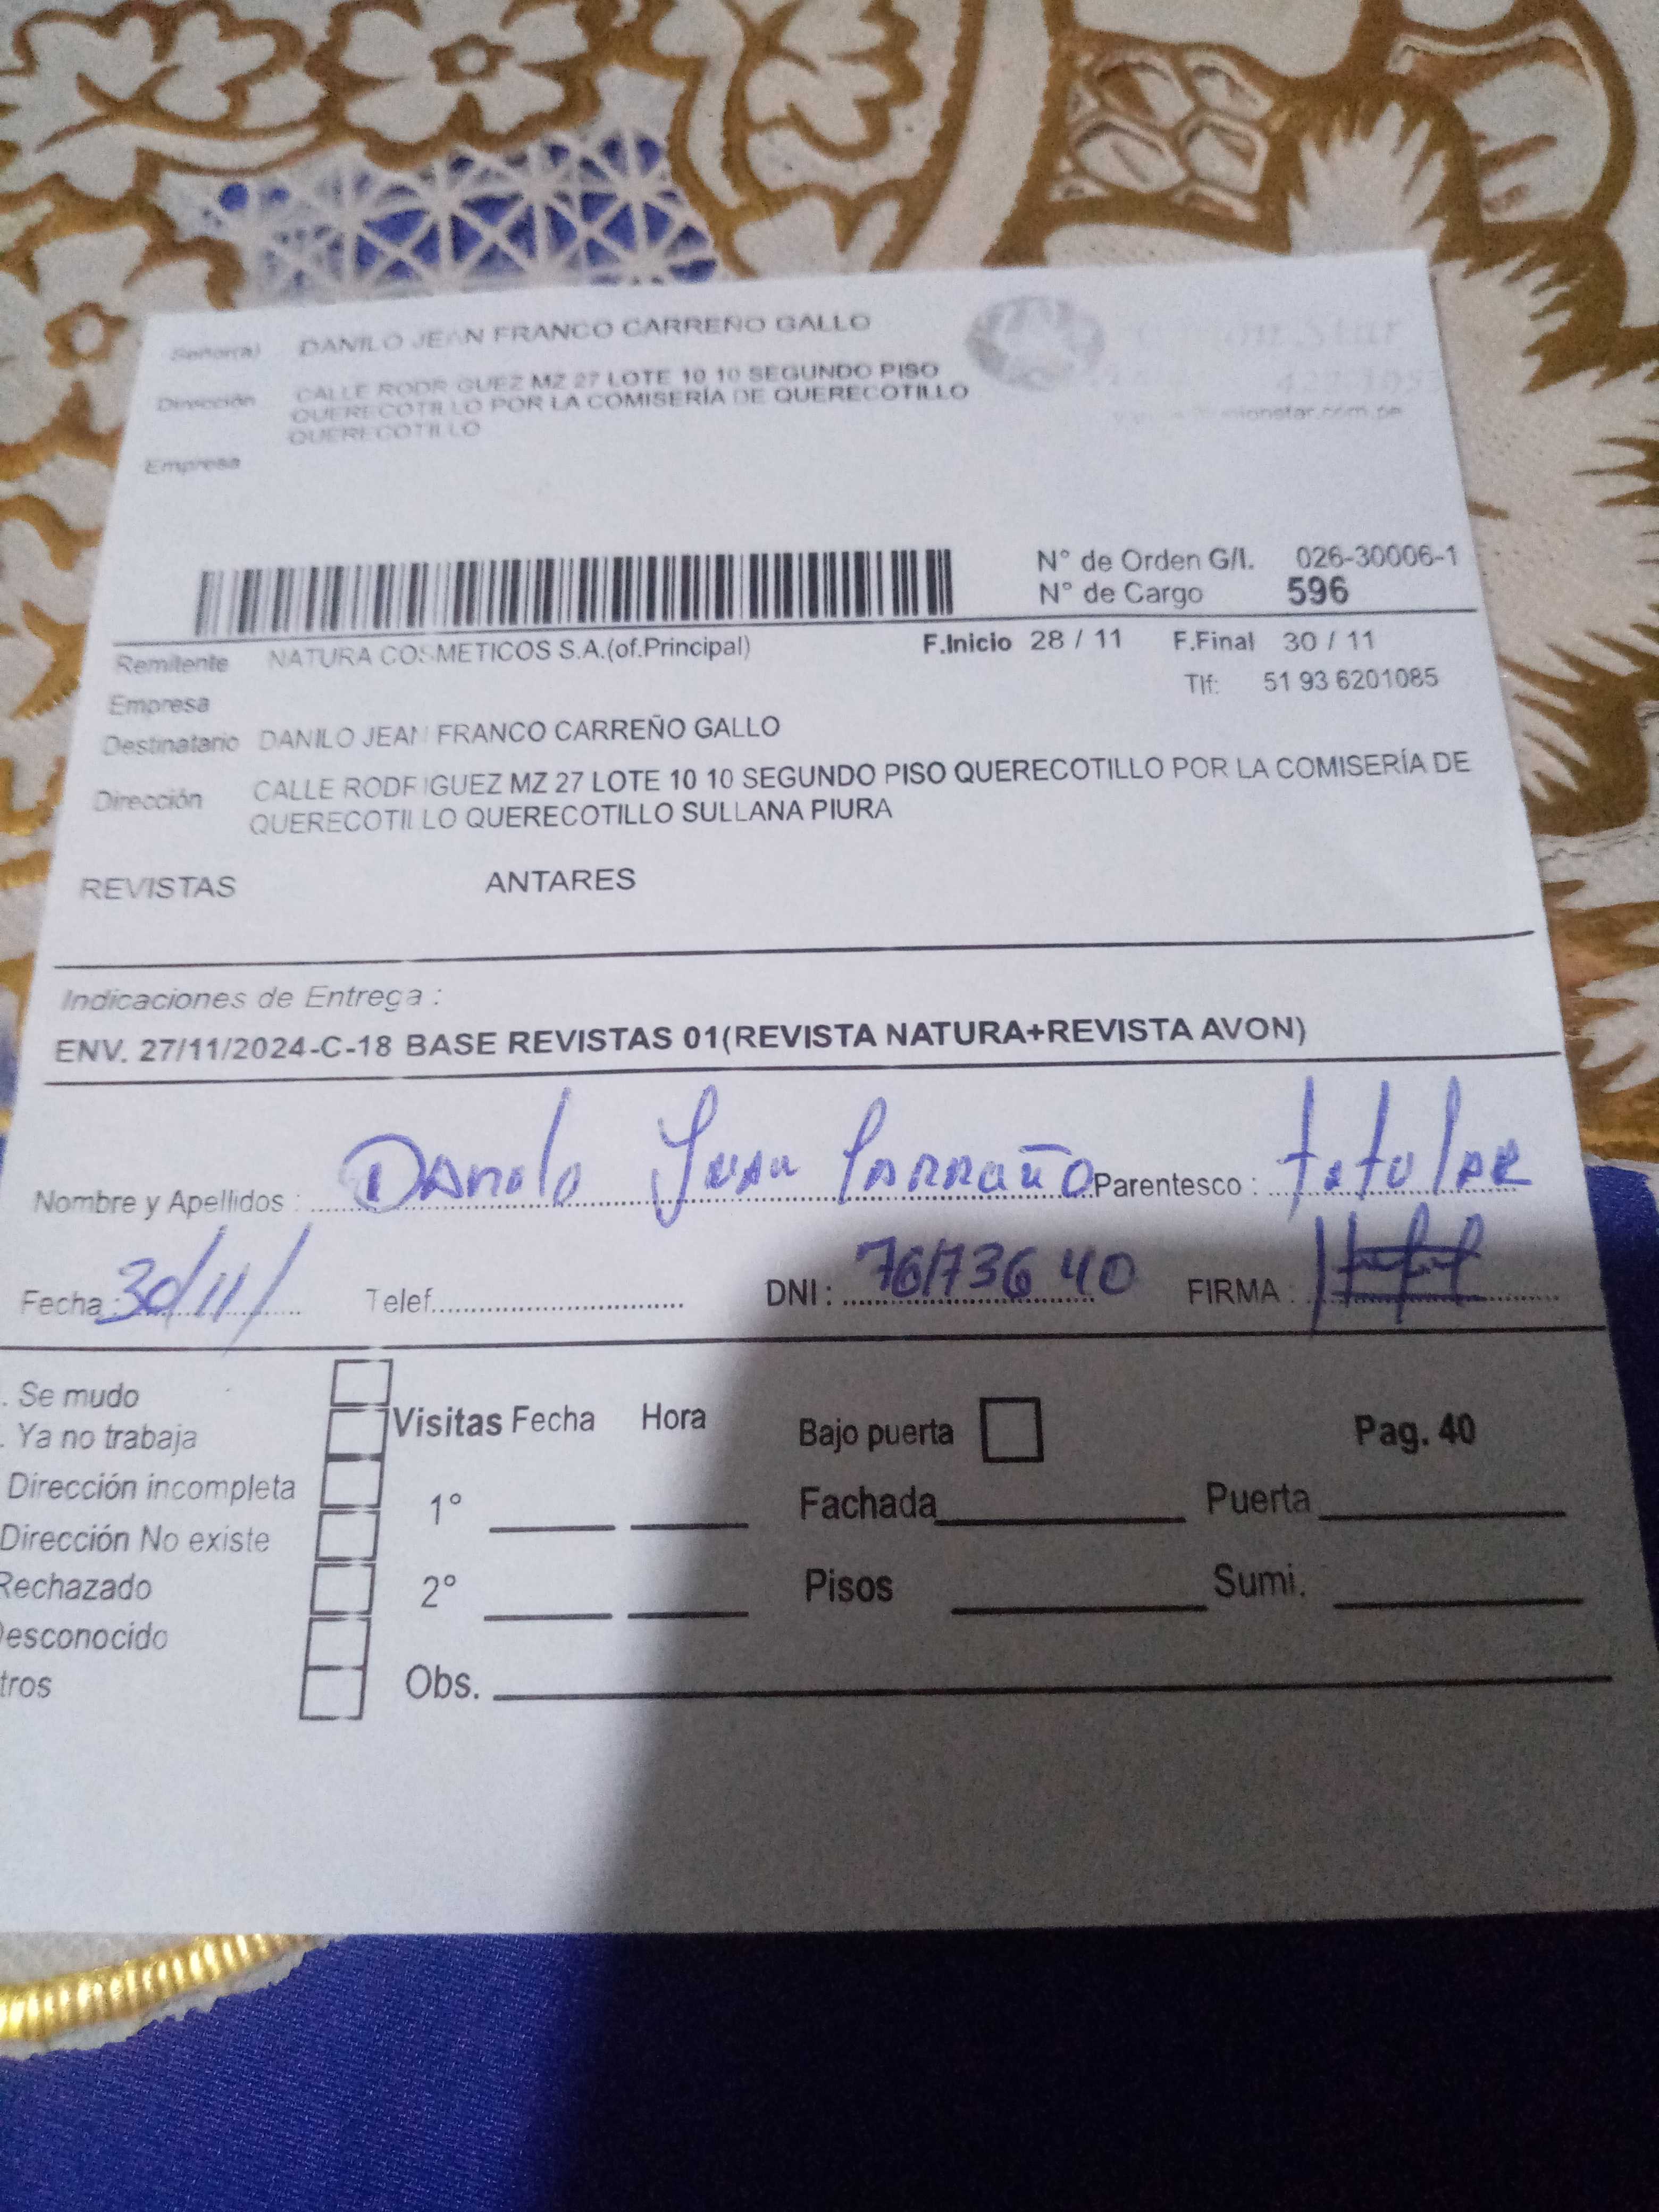 Señor(a) DANILO JEAN FRANCO CARREÑO GALLO
Dirección CALLE RODRIGUEZ MZ 27 LOTE 10 10 SEGUNDO PISO
QUERECOTILLO POR LA COMISERÍA DE QUERECOTILLO
QUERECOTILLO
Empresa
N° de Orden G/I. 026-30006-1
N° de Cargo 596
Remitente NATURA COSMETICOS S.A.(of.Principal) F.Inicio 28 / 11 F.Final 30 / 11
Empresa Tlf: 51 93 6201085
Destinatario DANILO JEAN FRANCO CARREÑO GALLO
Dirección CALLE RODRIGUEZ MZ 27 LOTE 10 10 SEGUNDO PISO QUERECOTILLO POR LA COMISERÍA DE
QUERECOTILLO QUERECOTILLO SULLANA PIURA
REVISTAS ANTARES
Indicaciones de Entrega :
ENV. 27/11/2024-C-18 BASE REVISTAS 01(REVISTA NATURA+REVISTA AVON)
Nombre y Apellidos : Danilo Jean Carreño Parentesco : titular
Fecha : 30/11/ Telef. DNI : 76173640 FIRMA :
. Se mudo
. Ya no trabaja
Dirección incompleta
Dirección No existe
Rechazado
Desconocido
tros
Visitas Fecha Hora
1°
2°
Obs.
Bajo puerta Pag. 40
Fachada Puerta
Pisos Sumi.